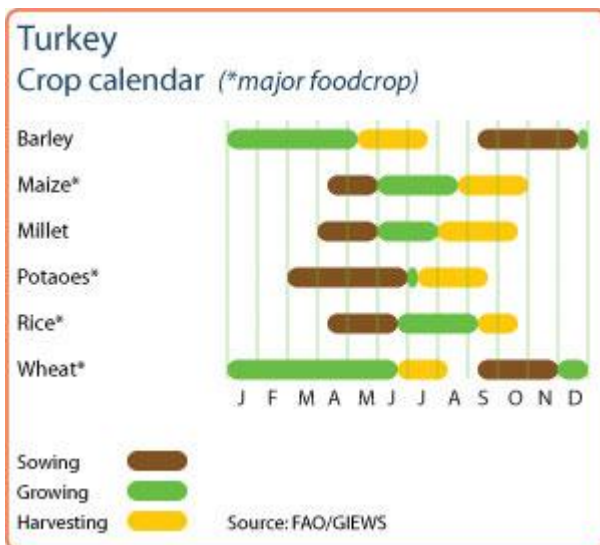 Turkey
Crop calendar (*major foodcrop)
Barley
Maize*
Millet
Potaoes*
Rice*
Wheat*
J F M A M J J A S O N D
Sowing
Growing
Harvesting
Source: FAO/GIEWS